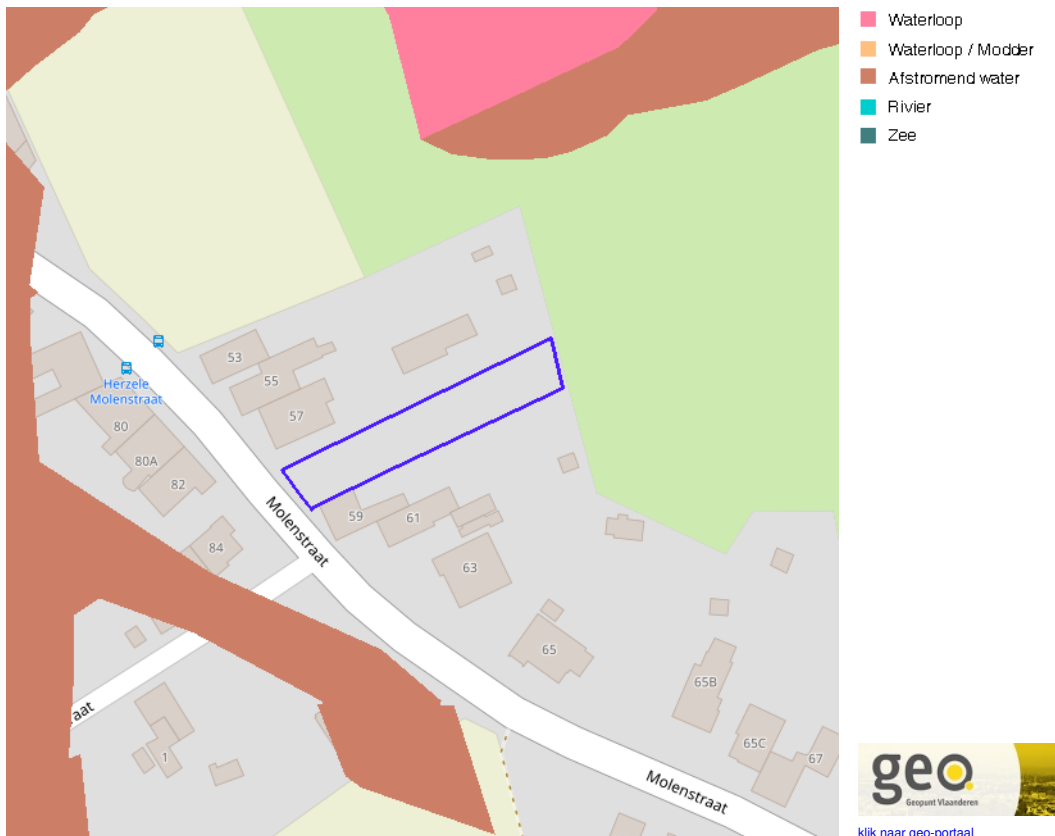 Waterloop
Waterloop / Modder
Afstromend water
Rivier
Zee
53
55
57
Herzele
Molenstraat
80
80A
82
84
59
61
63
65
65B
65C
67
1
Molenstraat
raat
Molenstraat
geo
Geopunt Vlaanderen
klik naar geo-portaal